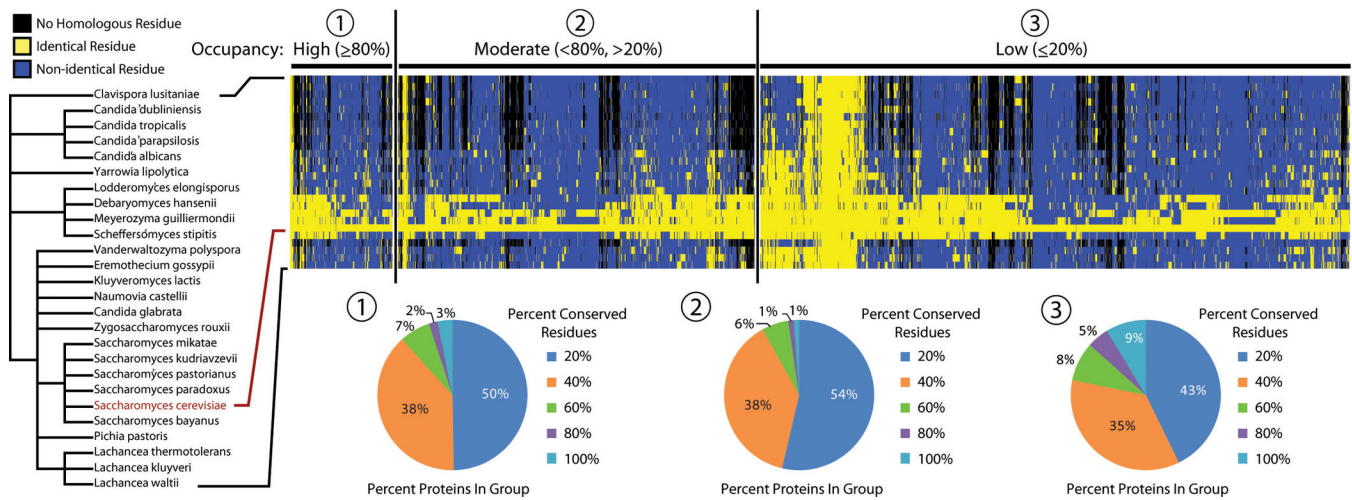 No Homologous Residue
Identical Residue
Non-identical Residue
Occupancy:
1
High (≥80%)
2
Moderate (<80%, >20%)
3
Low (≤20%)
Clavispora lusitaniae
Candida dubliniensis
Candida tropicalis
Candida parapsilosis
Candida albicans
Yarrowia lipolytica
Lodderomyces elongisporus
Debaryomyces hansenii
Meyerozyma guilliermondii
Scheffersomyces stipitis
Vanderwaltozyma polyspora
Eremothecium gossypii
Kluyveromyces lactis
Naumovia castellii
Candida glabrata
Zygosaccharomyces rouxii
Saccharomyces mikatae
Saccharomyces kudriavzevii
Saccharomyces pastorianus
Saccharomyces paradoxus
Saccharomyces cerevisiae
Saccharomyces bayanus
Pichia pastoris
Lachancea thermotolerans
Lachancea kluyveri
Lachancea waltii
1
2%
3%
7%
38%
50%
Percent Conserved
Residues
20%
40%
60%
80%
100%
Percent Proteins In Group
2
1%
1%
6%
38%
54%
Percent Conserved
Residues
20%
40%
60%
80%
100%
Percent Proteins In Group
3
5%
9%
8%
35%
43%
Percent Conserved
Residues
20%
40%
60%
80%
100%
Percent Proteins In Group